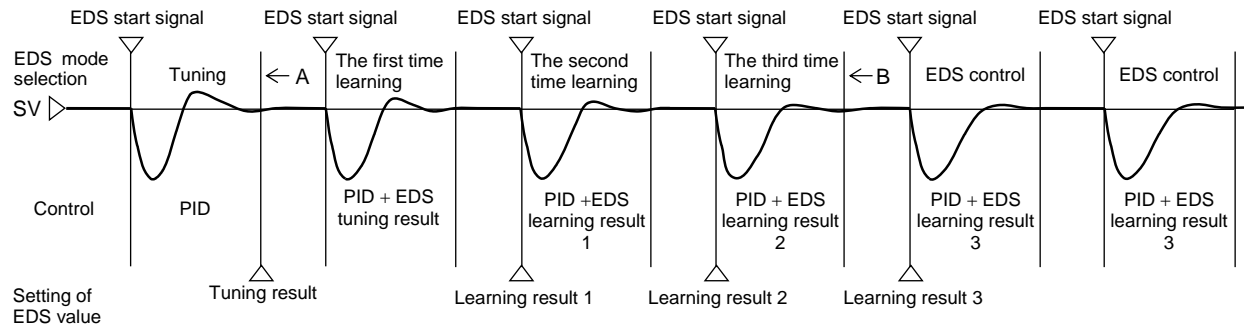 EDS start signal EDS start signal EDS start signal EDS start signal EDS start signal EDS start signal
EDS mode
selection
Tuning
← A
The first time
learning
The second
time learning
The third time
learning
← B
EDS control
EDS control
SV
Control
PID
PID + EDS
tuning result
PID +EDS
learning result
1
PID + EDS
learning result
2
PID + EDS
learning result
3
PID + EDS
learning result
3
Setting of
EDS value
Tuning result
Learning result 1
Learning result 2
Learning result 3